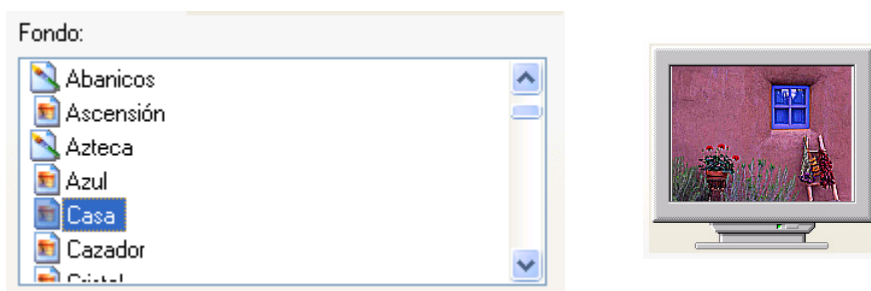 Fondo:
Abanicos
Ascensión
Azteca
Azul
Casa
Cazador